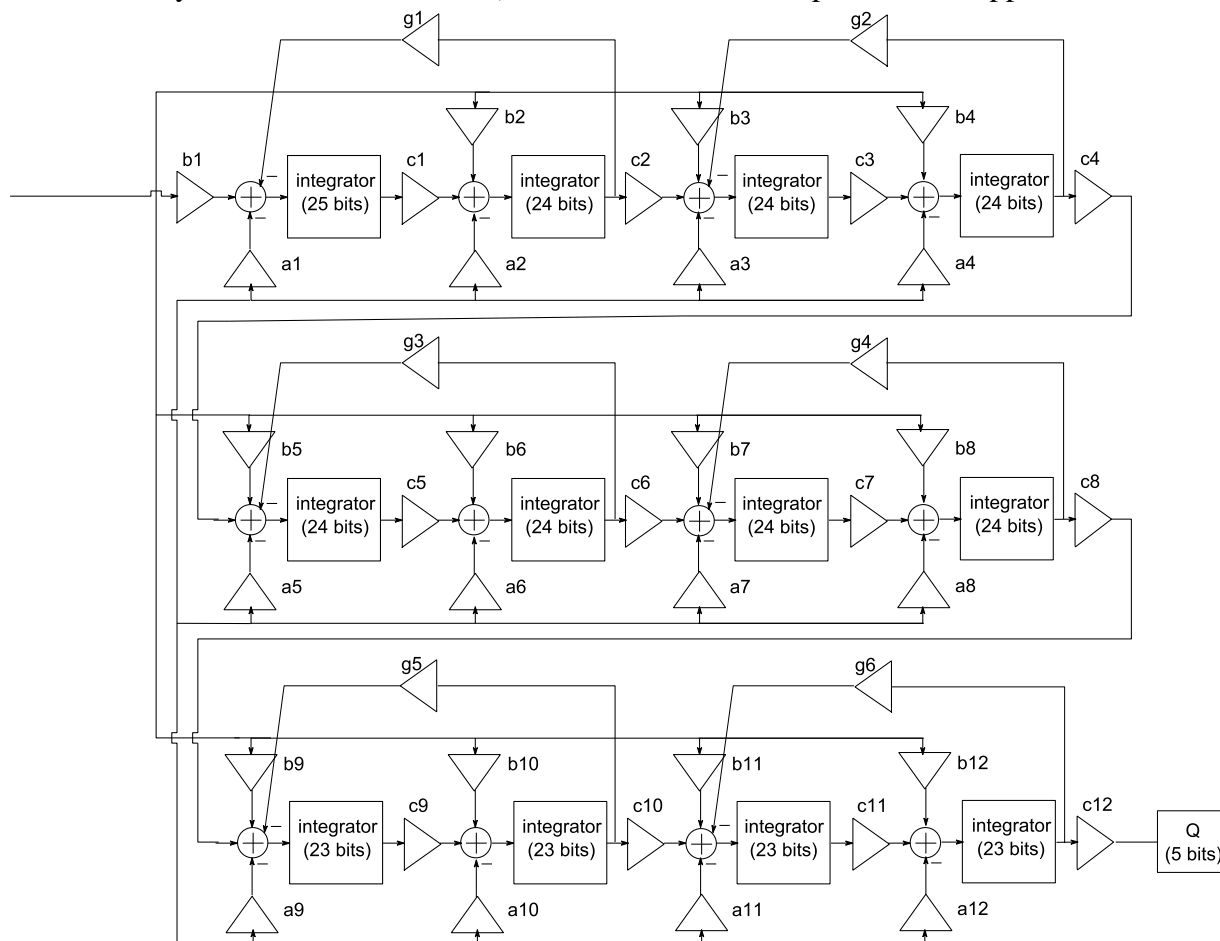 g1
g2
b2
b3
b4
b1
c1
c2
c3
c4
integrator
(25 bits)
integrator
(24 bits)
integrator
(24 bits)
integrator
(24 bits)
a1
a2
a3
a4
g3
g4
b5
b6
b7
b8
c5
c6
c7
c8
integrator
(24 bits)
integrator
(24 bits)
integrator
(24 bits)
integrator
(24 bits)
a5
a6
a7
a8
g5
g6
b9
b10
b11
b12
c9
c10
c11
c12
integrator
(23 bits)
integrator
(23 bits)
integrator
(23 bits)
integrator
(23 bits)
Q
(5 bits)
a9
a10
a11
a12